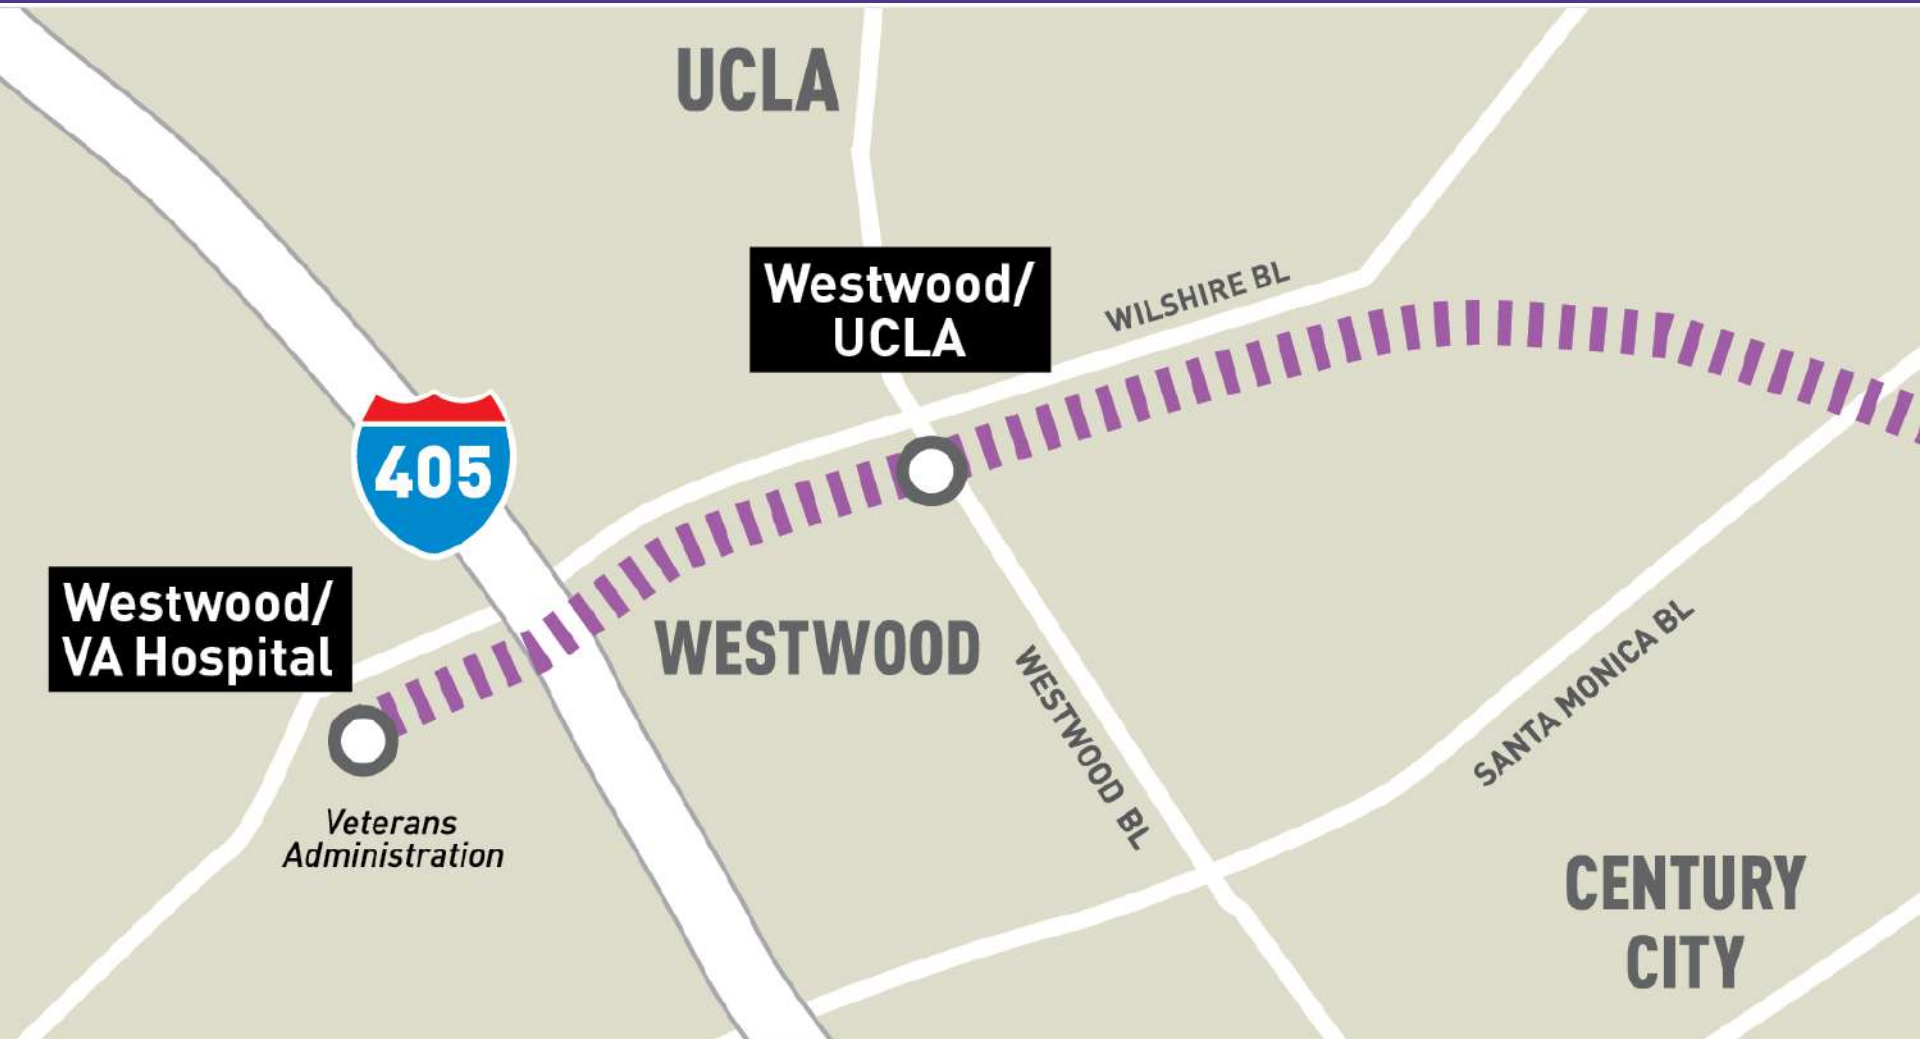 UCLA
Westwood/
UCLA
WILSHIRE BL
405
Westwood/
VA Hospital
WESTWOOD
WESTWOOD BL
SANTA MONICA BL
Veterans
Administration
CENTURY
CITY